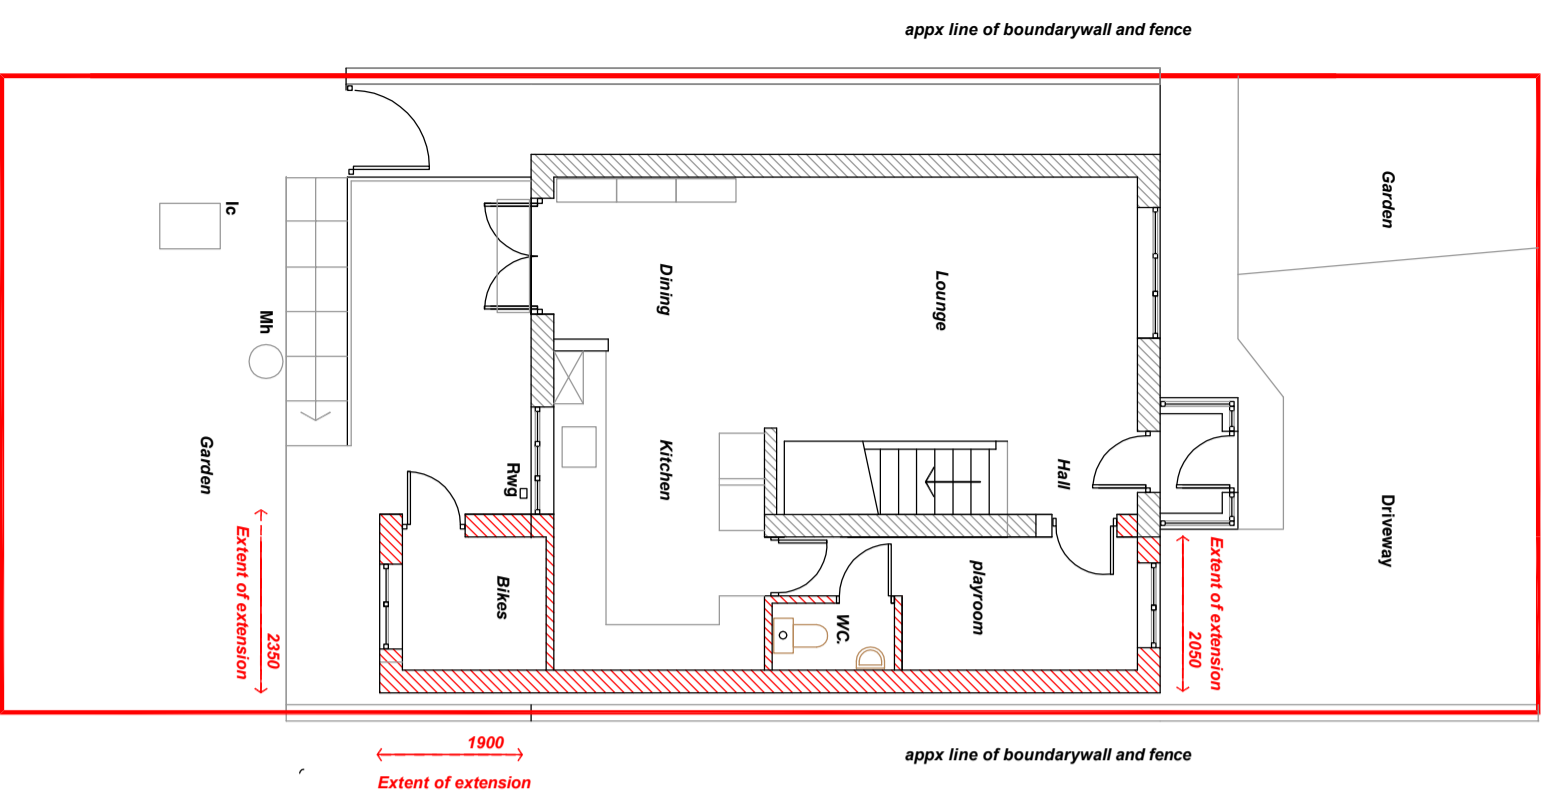 appx line of boundarywall and fence
Garden
Ic
Dining
Lounge
Mh
Garden
Kitchen
Rwg
Hall
Driveway
Extent of extension
2350
Bikes
WC.
playroom
Extent of extension
2050
1900
Extent of extension
appx line of boundarywall and fence